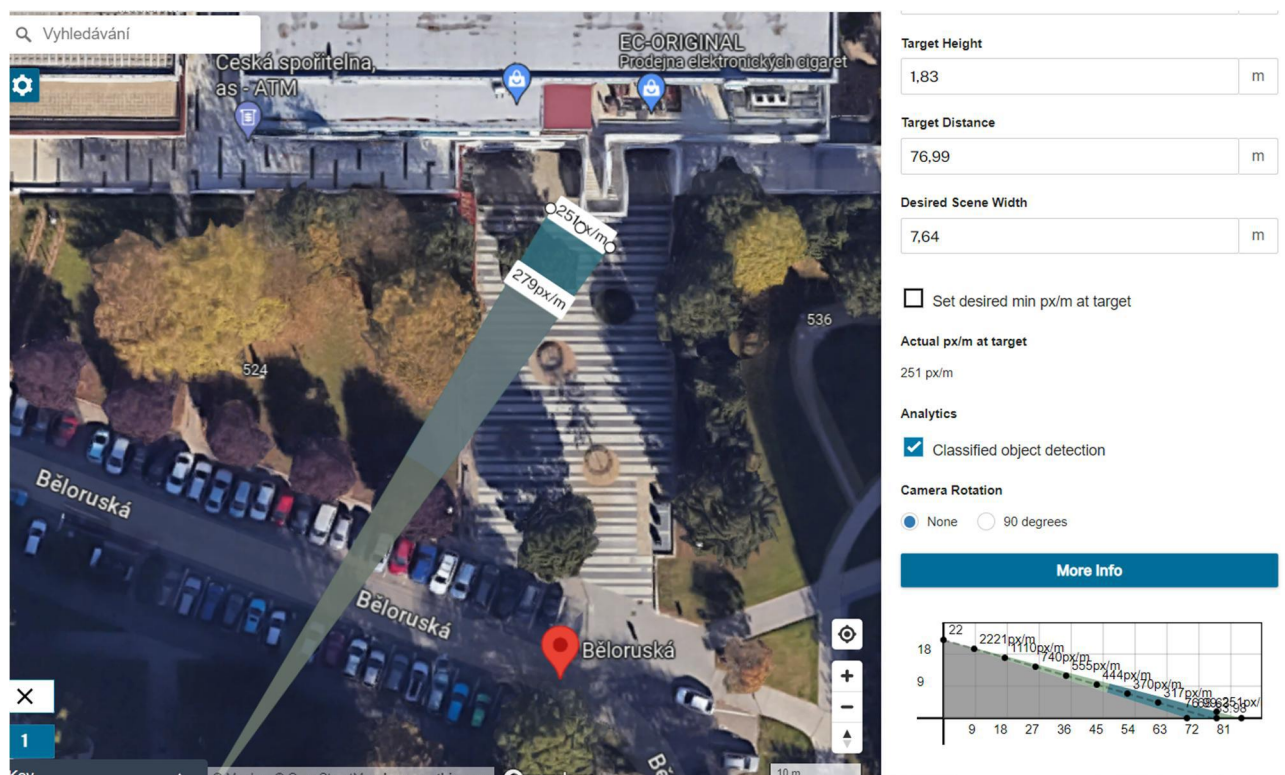 Vyhledávání
Česká spořitelna,
as - ATM
EC-ORIGINAL
Prodejna elektronických cigaret
251px/m
279px/m
536
524
Běloruská
Běloruská
Běloruská
1
10 m
Target Height
1,83 m
Target Distance
76,99 m
Desired Scene Width
7,64 m
Set desired min px/m at target
Actual px/m at target
251 px/m
Analytics
Classified object detection
Camera Rotation
None 90 degrees
More Info
22
2221px/m
1110px/m
740px/m
555px/m
444px/m
370px/m
317px/m
251px/
18
9
9 18 27 36 45 54 63 72 81